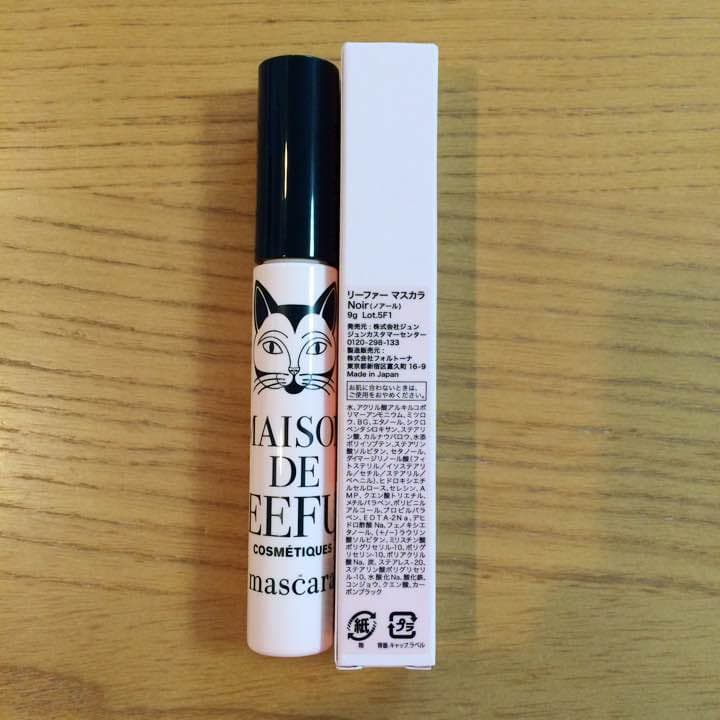 MAISON
DE
REEFUR
COSMÉTIQUES
mascara
リーファー マスカラ
Noir(ノアール)
9g Lot.5F1
発売元:株式会社ジュン
ジュンカスタマーセンター
0120-298-133
製造販売元:
株式会社フォルトーナ
東京都新宿区富久町 16-9
Made in Japan
お肌に合わないときは、
ご使用をおやめください。
水、アクリル酸アルキルコポ
リマーアンモニウム、ミツロ
ウ、BG、エタノール、シクロ
ペンタシロキサン、ステアリ
ン酸、カルナウバロウ、水添
ポリイソブテン、ステアリン
酸ソルビタン、セタノール、
ダイマージリノール酸(フィ
トステリル/イソステアリ
ル/セチル/ステアリル/
ベヘニル)、ヒドロキシエチ
ルセルロース、セレシン、A
MP、クエン酸トリエチル、
メチルパラベン、ポリビニル
アルコール、プロピルパラ
ベン、EDTA-2Na、デヒ
ドロ酢酸Na、フェノキシエ
タノール、(+/-)ラウリン
酸ソルビタン、ミリスチン酸
ポリグリセリル-10、ポリグ
リセリン-10、ポリアクリル
酸Na、炭、ステアレス-20、
ステアリン酸ポリグリセリ
ル-10、水酸化Na、酸化鉄、
コンジョウ、クエン酸、カー
ボンブラック
紙 プラ
箱 容器、キャップ、ラベル